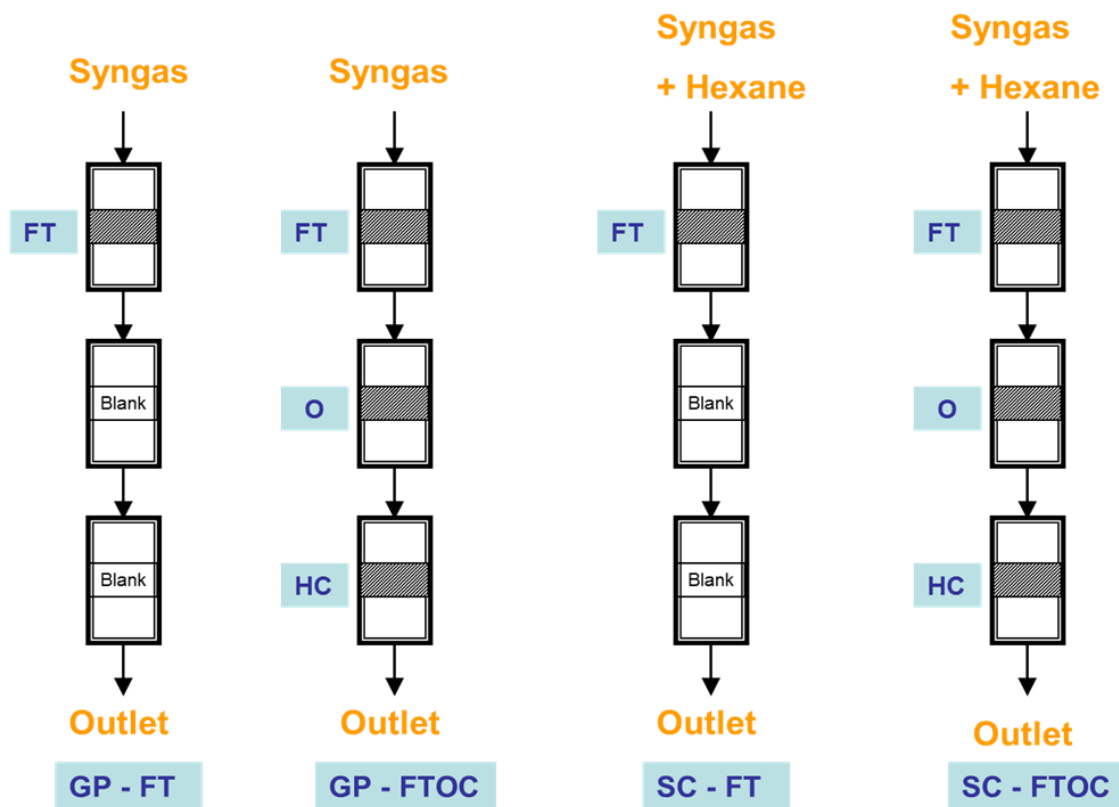 Syngas
FT
Blank
Blank
Outlet
GP - FT
Syngas
FT
O
HC
Outlet
GP - FTOC
Syngas
+ Hexane
FT
Blank
Blank
Outlet
SC - FT
Syngas
+ Hexane
FT
O
HC
Outlet
SC - FTOC